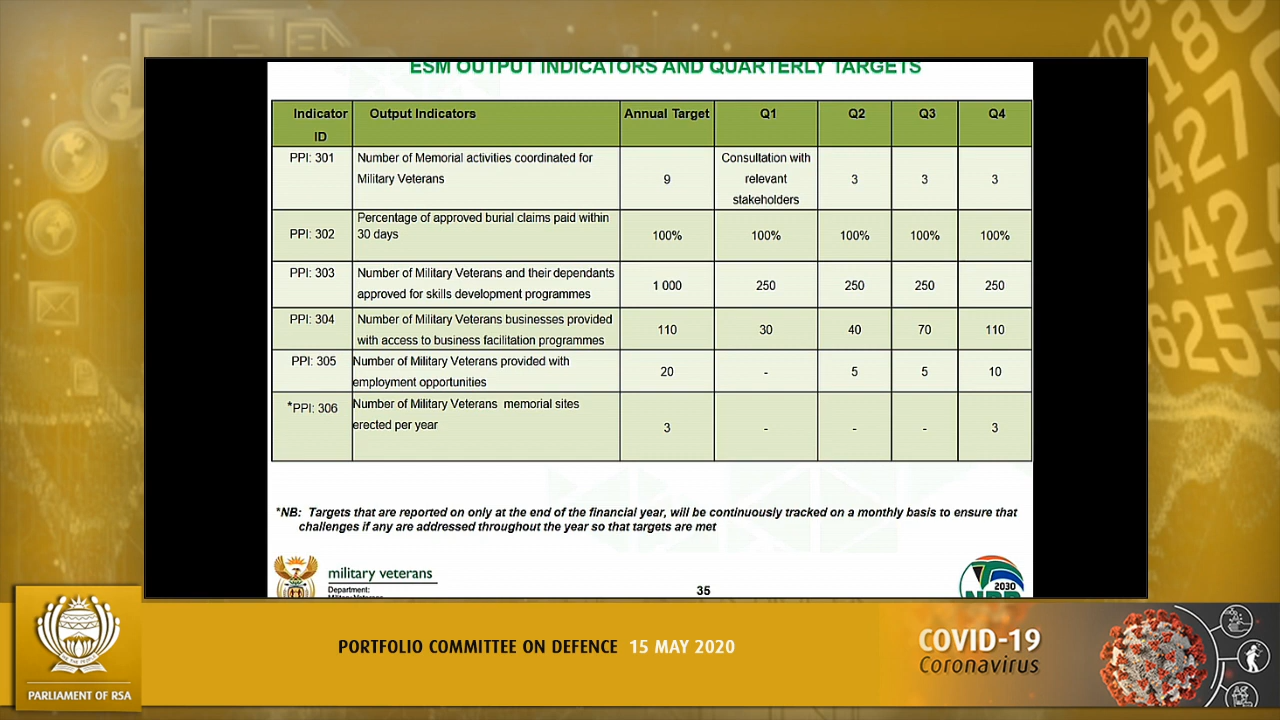 ESM OUTPUT INDICATORS AND QUARTERLY TARGETS
Indicator ID Output Indicators Annual Target Q1 Q2 Q3 Q4
PPI: 301 Number of Memorial activities coordinated for Military Veterans 9 Consultation with relevant stakeholders 3 3 3
PPI: 302 Percentage of approved burial claims paid within 30 days 100% 100% 100% 100% 100%
PPI: 303 Number of Military Veterans and their dependants approved for skills development programmes 1 000 250 250 250 250
PPI: 304 Number of Military Veterans businesses provided with access to business facilitation programmes 110 30 40 70 110
PPI: 305 Number of Military Veterans provided with employment opportunities 20 - 5 5 10
*PPI: 306 Number of Military Veterans memorial sites erected per year 3 - - - 3
*NB: Targets that are reported on only at the end of the financial year, will be continuously tracked on a monthly basis to ensure that
challenges if any are addressed throughout the year so that targets are met
military veterans
Department:
Military Veterans
35
2030
NDP
PORTFOLIO COMMITTEE ON DEFENCE 15 MAY 2020
COVID-19
Coronavirus
PARLIAMENT OF RSA